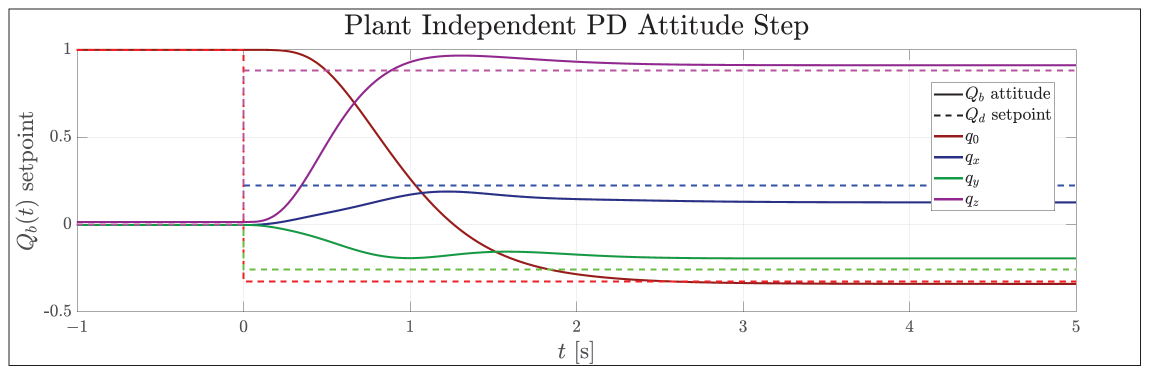 Plant Independent PD Attitude Step
1
0.5
0
-0.5
−1
0
1
2
3
4
5
Q_b(t) setpoint
t [s]
Q_b attitude
Q_d setpoint
q_0
q_x
q_y
q_z